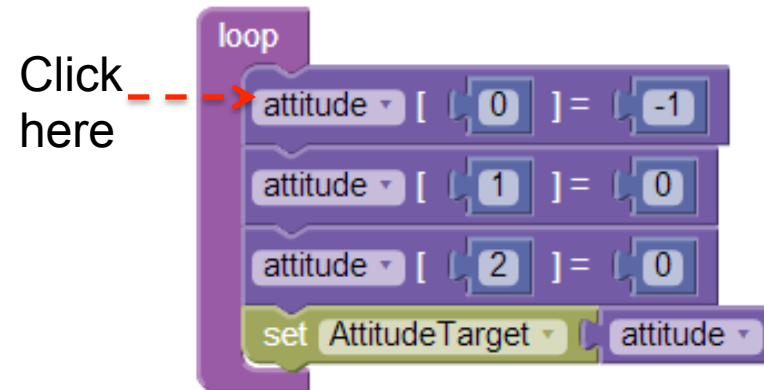 loop
Click
here
attitude [ 0 ] = -1
attitude [ 1 ] = 0
attitude [ 2 ] = 0
set AttitudeTarget attitude